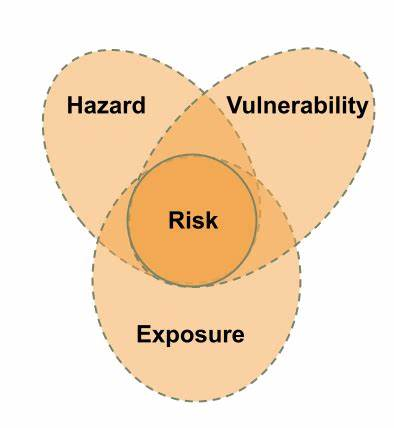 Hazard
Vulnerability
Risk
Exposure